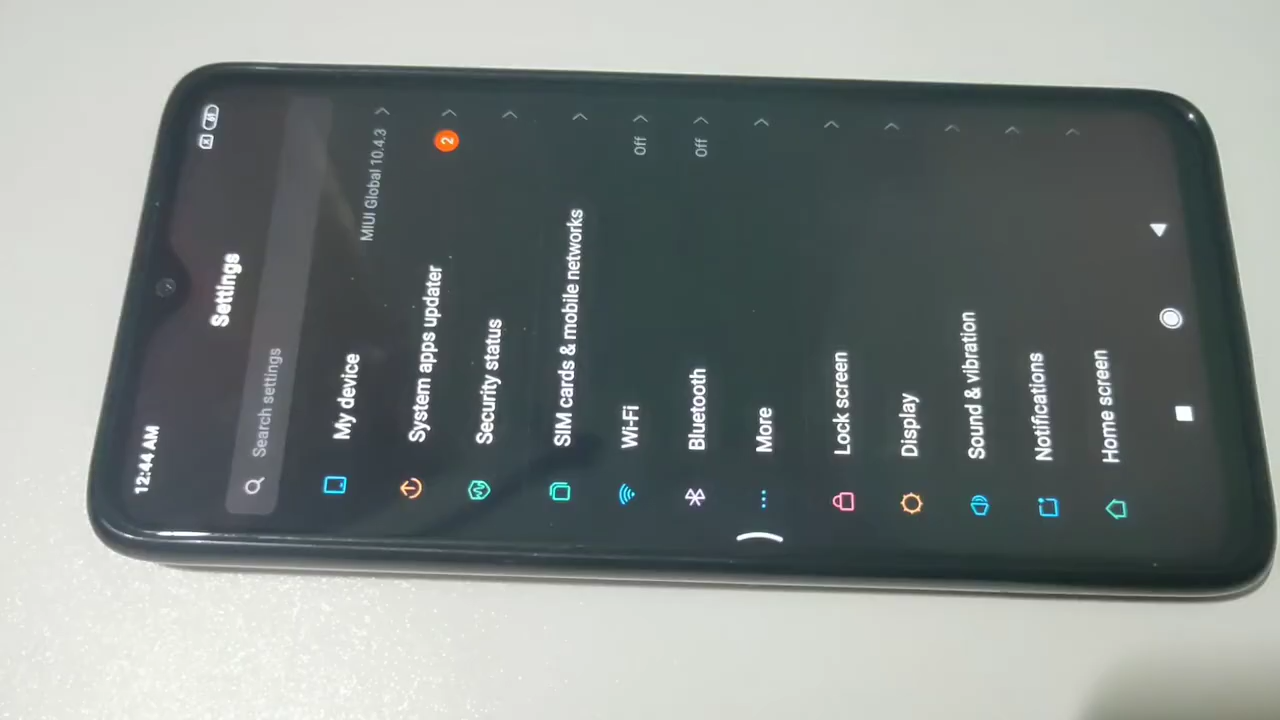 12:44 AM
Settings
Search settings
My device MIUI Global 10.4.3
System apps updater 2
Security status
SIM cards & mobile networks
Wi-Fi Off
Bluetooth Off
More
Lock screen
Display
Sound & vibration
Notifications
Home screen